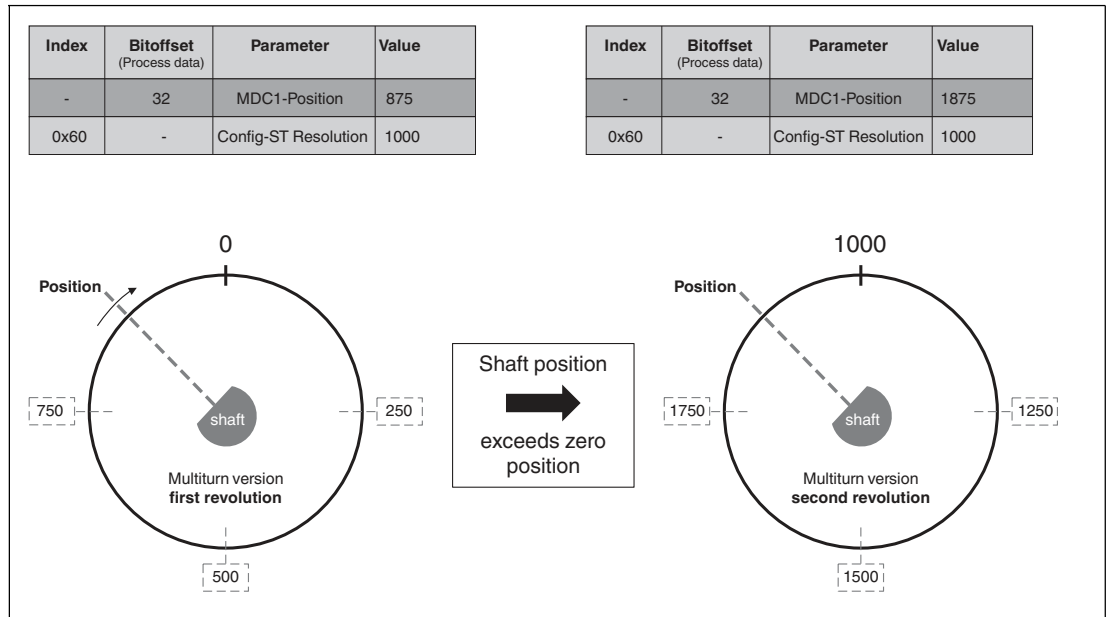 Index Bitoffset (Process data) Parameter Value
- 32 MDC1-Position 875
0x60 - Config-ST Resolution 1000
Index Bitoffset (Process data) Parameter Value
- 32 MDC1-Position 1875
0x60 - Config-ST Resolution 1000
0
Position
750
250
shaft
Multiturn version
first revolution
500
Shaft position
exceeds zero
position
1000
Position
1750
1250
shaft
Multiturn version
second revolution
1500